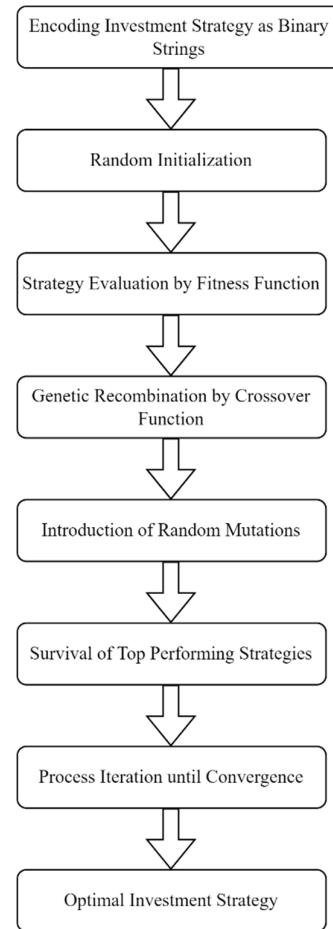 Encoding Investment Strategy as Binary
Strings
Random Initialization
Strategy Evaluation by Fitness Function
Genetic Recombination by Crossover
Function
Introduction of Random Mutations
Survival of Top Performing Strategies
Process Iteration until Convergence
Optimal Investment Strategy